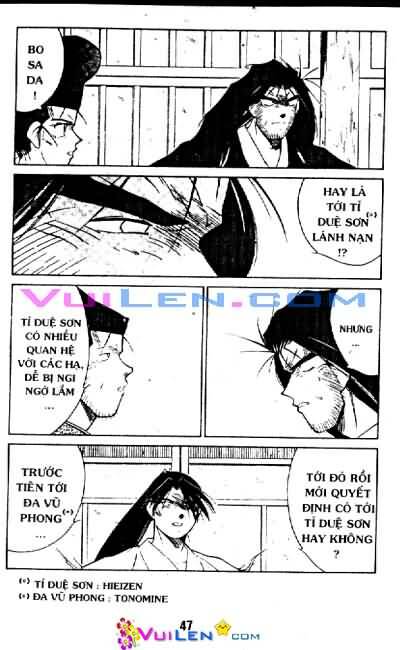 BO
SA
DA
!
HAY LÀ
TỚI TỈ
DUỆ SƠN (*)
LÁNH NẠN
!?
VuiLen.com
TỈ DUỆ SƠN
CÓ NHIỀU
QUAN HỆ
VỚI CÁC HẠ,
DỄ BỊ NGI
NGỜ LẮM
...
NHƯNG
...
TRƯỚC
TIÊN TỚI
ĐA VŨ
PHONG (*)
...
TỚI ĐÓ RỒI
MỚI QUYẾT
ĐỊNH CÓ TỚI
TỈ DUỆ SƠN
HAY KHÔNG
?
(*) TỈ DUỆ SƠN : HIEIZEN
(*) ĐA VŨ PHONG : TONOMINE
47
VuiLen.com